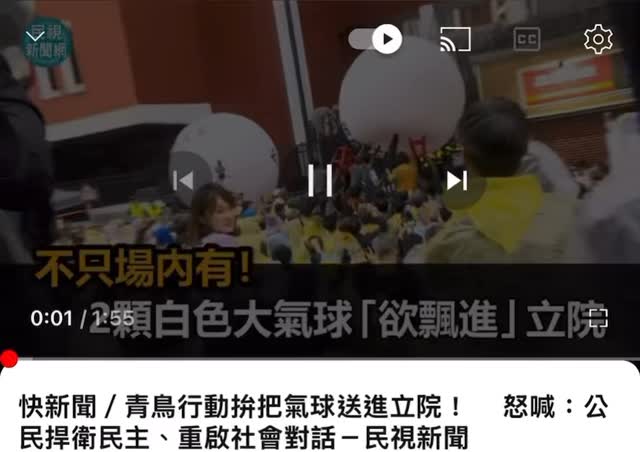 民視
新聞網
CC
不只場內有!
0:01 / 1:55
2顆白色大氣球「欲飄進」立院
快新聞/青鳥行動拚把氣球送進立院! 怒喊:公
民捍衛民主、重啟社會對話-民視新聞